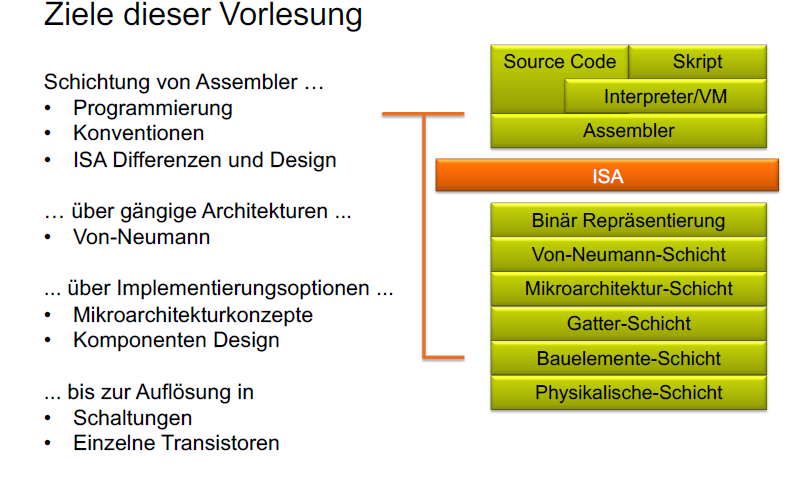 Ziele dieser Vorlesung
Schichtung von Assembler …
• Programmierung
• Konventionen
• ISA Differenzen und Design
… über gängige Architekturen ...
• Von-Neumann
... über Implementierungsoptionen ...
• Mikroarchitekturkonzepte
• Komponenten Design
... bis zur Auflösung in
• Schaltungen
• Einzelne Transistoren
Source Code
Skript
Interpreter/VM
Assembler
ISA
Binär Repräsentierung
Von-Neumann-Schicht
Mikroarchitektur-Schicht
Gatter-Schicht
Bauelemente-Schicht
Physikalische-Schicht